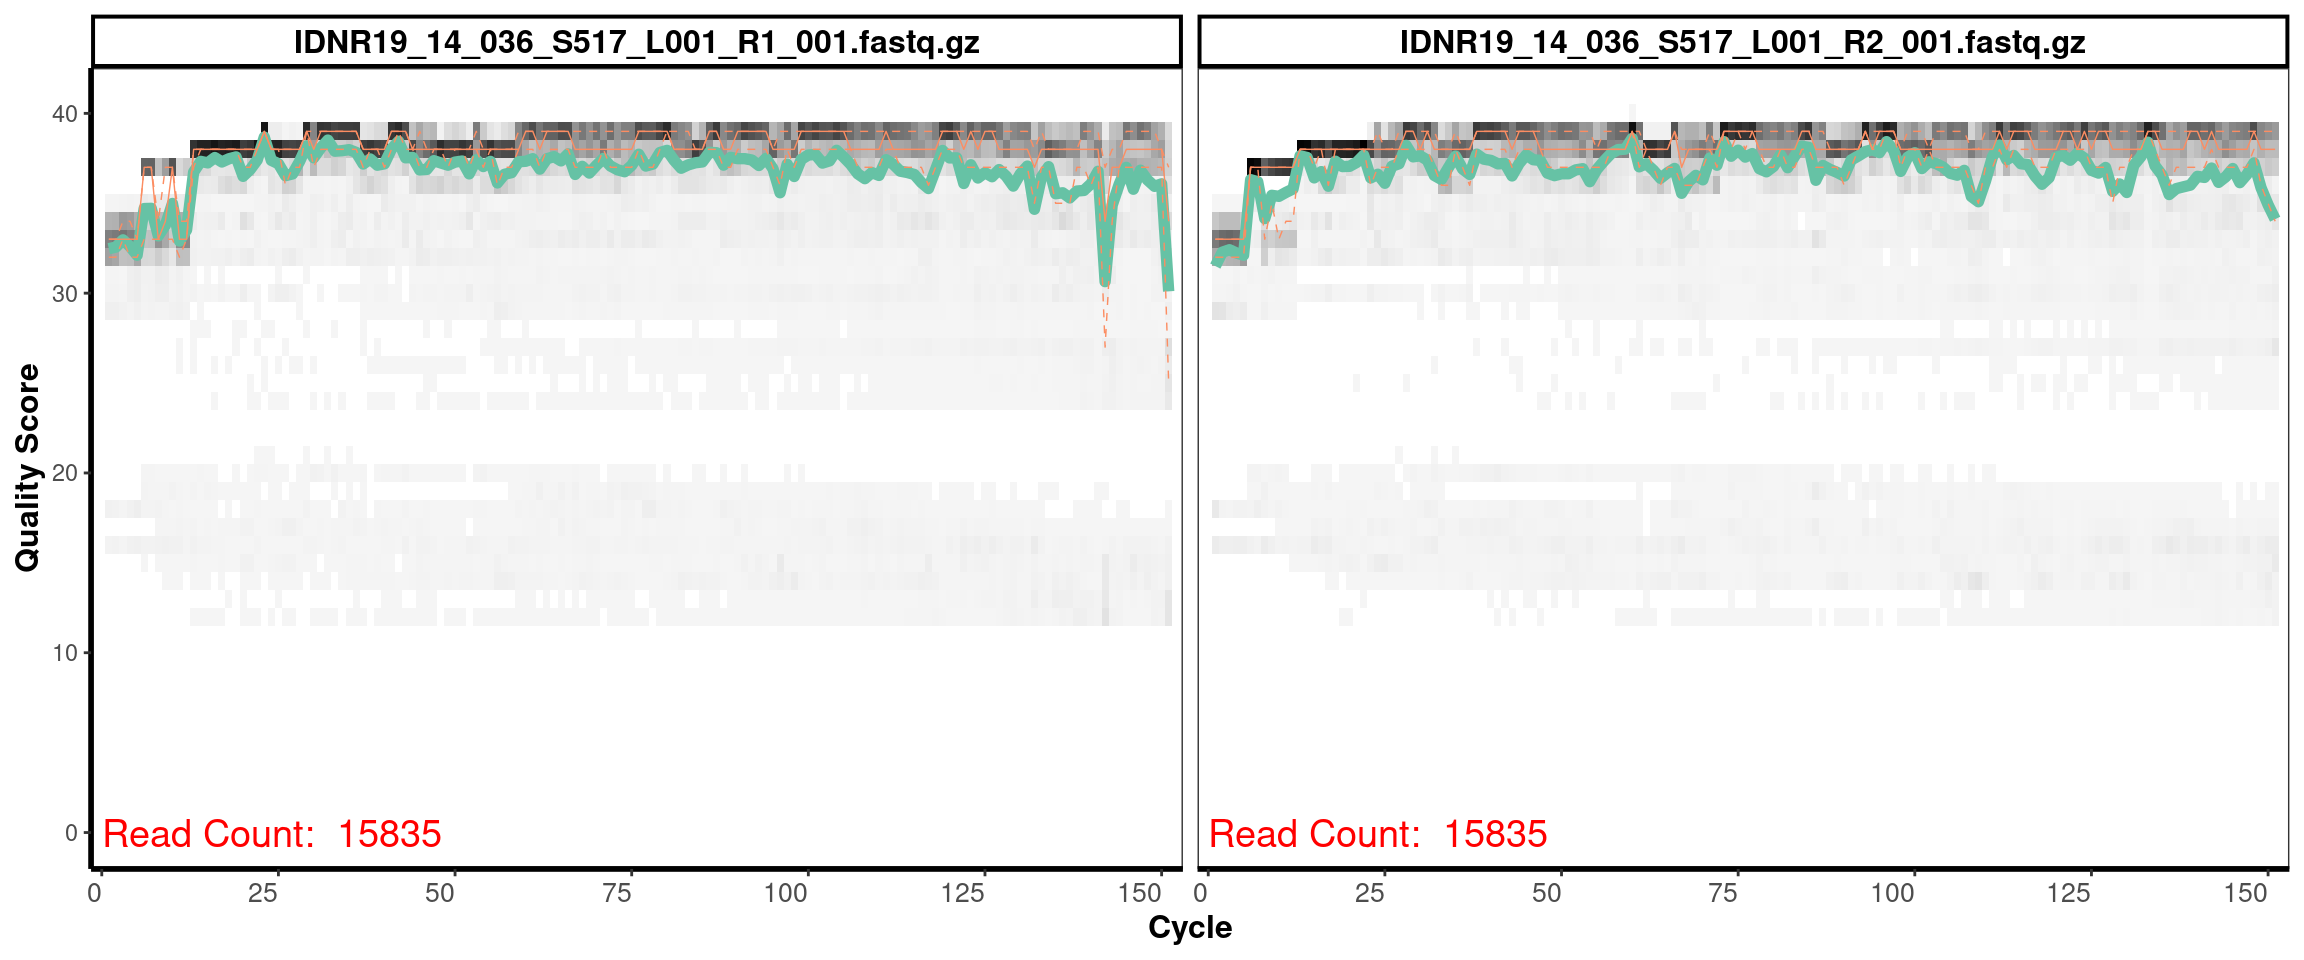 IDNR19_14_036_S517_L001_R1_001.fastq.gz
IDNR19_14_036_S517_L001_R2_001.fastq.gz
Quality Score
40
30
20
10
0
Read Count:  15835
Read Count:  15835
0 25 50 75 100 125 150
0 25 50 75 100 125 150
Cycle